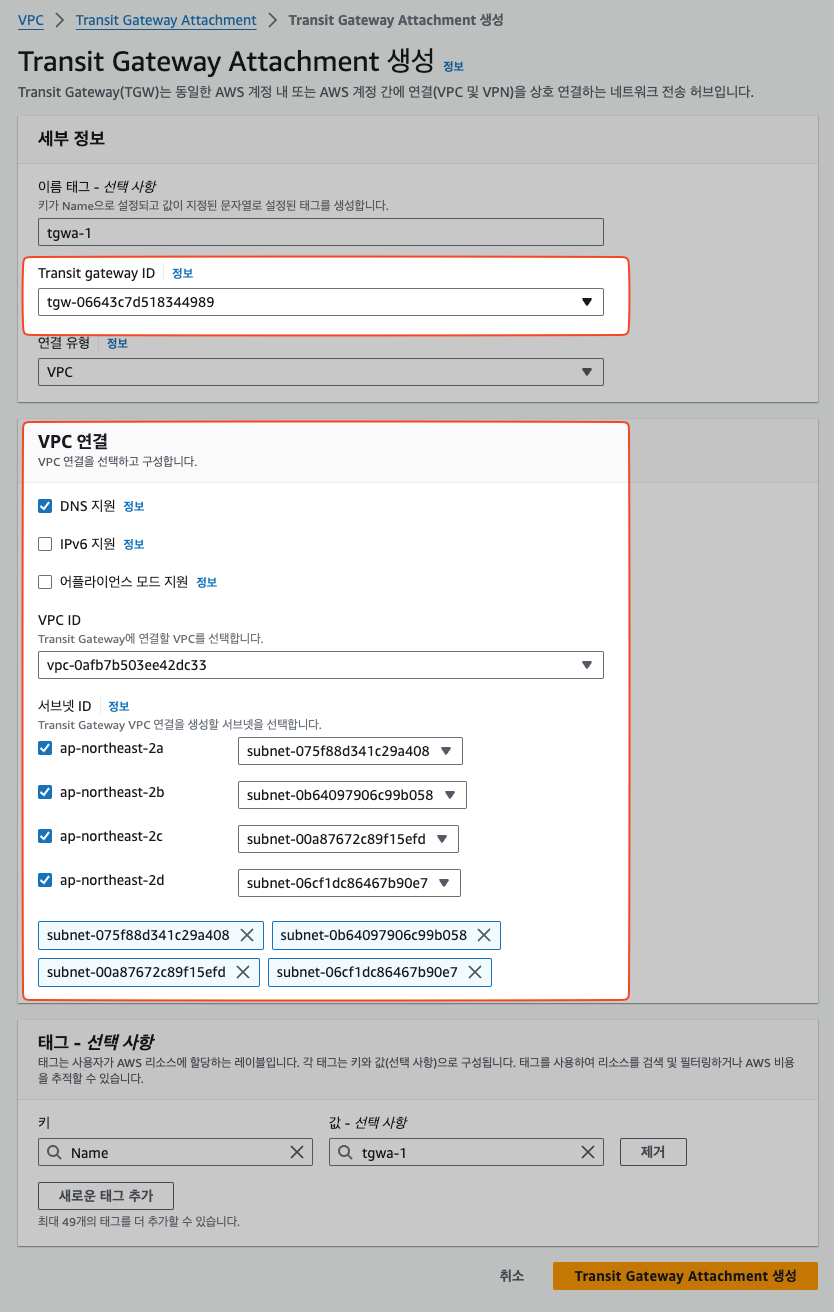 VPC > Transit Gateway Attachment > Transit Gateway Attachment 생성
Transit Gateway Attachment 생성 정보
Transit Gateway(TGW)는 동일한 AWS 계정 내 또는 AWS 계정 간에 연결(VPC 및 VPN)을 상호 연결하는 네트워크 전송 허브입니다.
세부 정보
이름 태그 - 선택 사항
키가 Name으로 설정되고 값이 지정된 문자열로 설정된 태그를 생성합니다.
tgwa-1
Transit gateway ID 정보
tgw-06643c7d518344989
연결 유형 정보
VPC
VPC 연결
VPC 연결을 선택하고 구성합니다.
DNS 지원 정보
IPv6 지원 정보
어플라이언스 모드 지원 정보
VPC ID
Transit Gateway에 연결할 VPC를 선택합니다.
vpc-0afb7b503ee42dc33
서브넷 ID 정보
Transit Gateway VPC 연결을 생성할 서브넷을 선택합니다.
ap-northeast-2a subnet-075f88d341c29a408
ap-northeast-2b subnet-0b64097906c99b058
ap-northeast-2c subnet-00a87672c89f15efd
ap-northeast-2d subnet-06cf1dc86467b90e7
subnet-075f88d341c29a408 subnet-0b64097906c99b058
subnet-00a87672c89f15efd subnet-06cf1dc86467b90e7
태그 - 선택 사항
태그는 사용자가 AWS 리소스에 할당하는 레이블입니다. 각 태그는 키와 값(선택 사항)으로 구성됩니다. 태그를 사용하여 리소스를 검색 및 필터링하거나 AWS 비용
을 추적할 수 있습니다.
키 값 - 선택 사항
Name tgwa-1 제거
새로운 태그 추가
최대 49개의 태그를 더 추가할 수 있습니다.
취소 Transit Gateway Attachment 생성